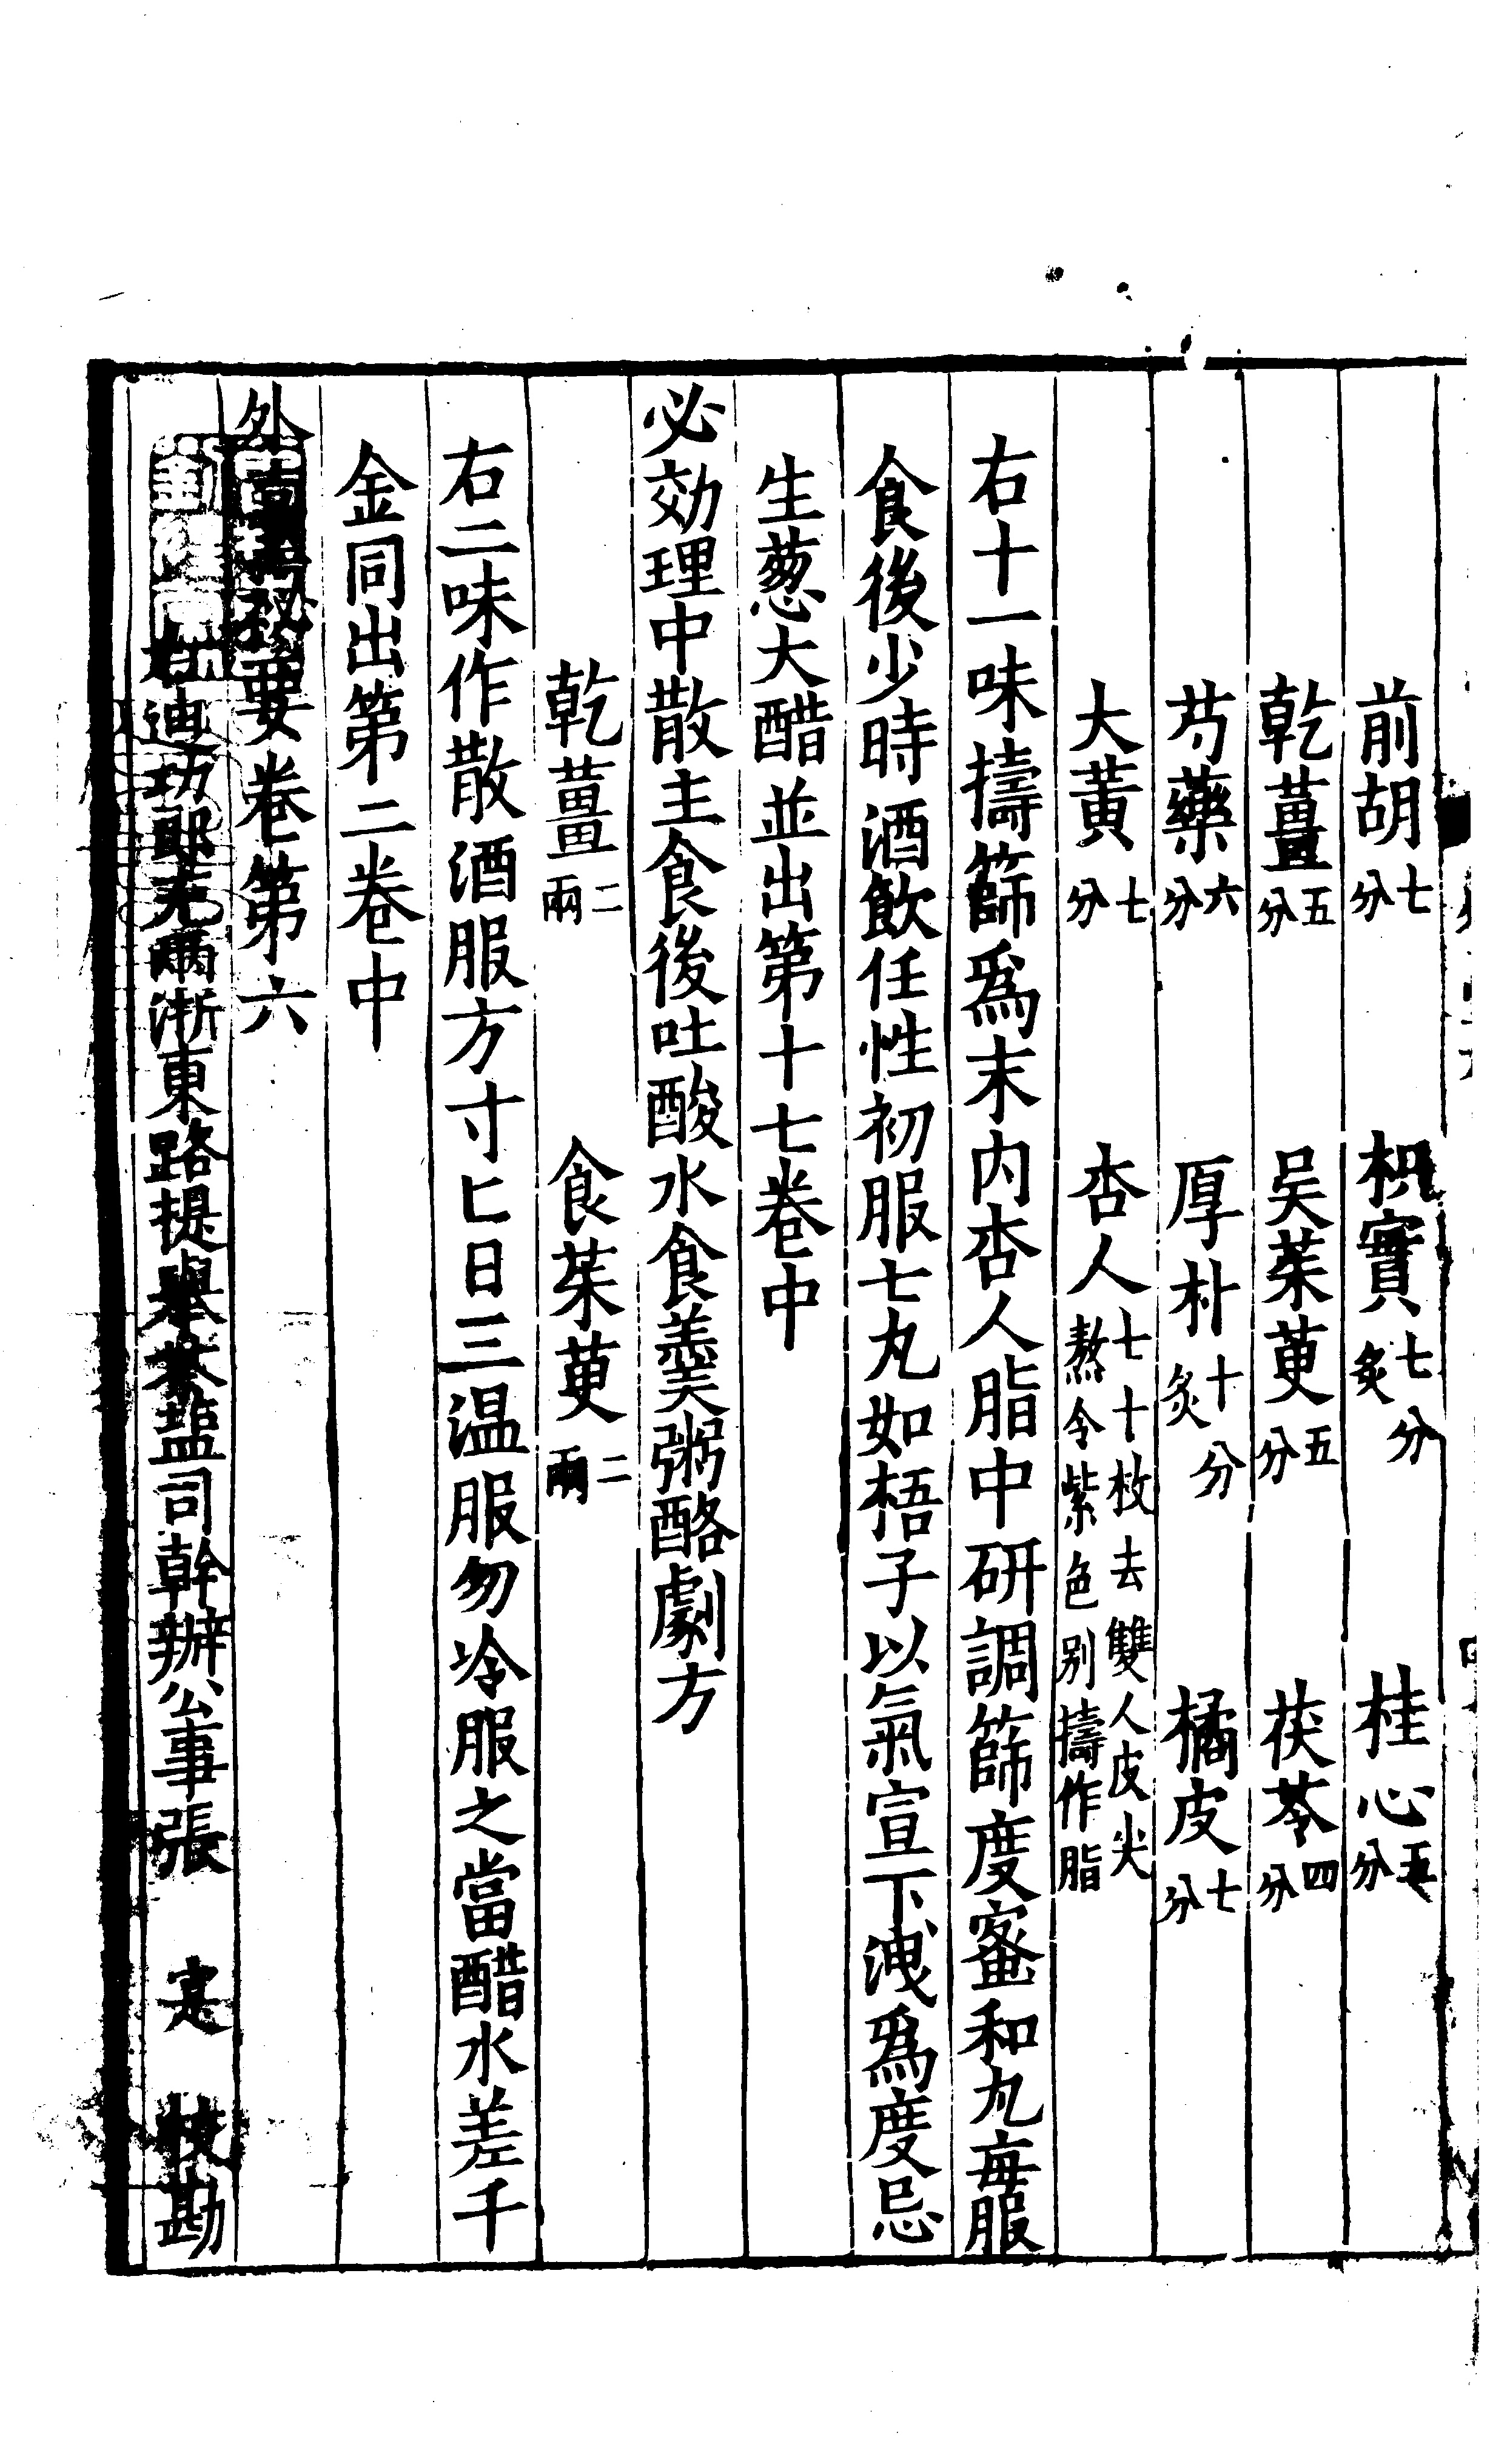 前胡七分 枳實七分炙 桂心五分
乾薑五分 吴茱萸五分 茯苓四分
芍藥六分 厚朴十分炙 橘皮七分
大黃七分 杏人七十枚去雙人皮尖熬令紫色别擣作脂
右十一味擣篩爲末内杏人脂中研調篩度蜜和丸每服
食後少時酒飲任性初服七丸如梧子以氣宣下洩爲度忌
生葱大醋並出第十七卷中
必効理中散主食後吐酸水食羹粥酪劇方
乾薑二兩 食茱萸二兩
右二味作散酒服方寸匕日三温服勿冷服之當醋水差千
金同出第二卷中
外臺秘要卷第六
迪功郎充兩浙東路提舉茶盐司幹辦公事張 寔 校勘